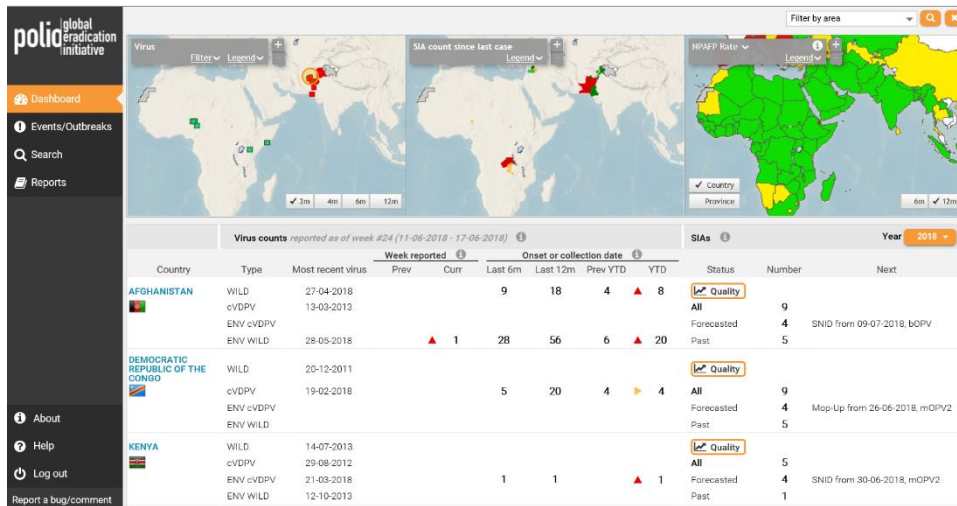 polio global eradication initiative
Dashboard
Events/Outbreaks
Search
Reports
About
Help
Log out
Report a bug/comment
Filter by area
Virus
Filter Legend
3m 4m 6m 12m
SIA count since last case
Legend
NPAFP Rate
Legend
Country
Province
6m 12m
Virus counts reported as of week #24 (11-06-2018 - 17-06-2018) SIAs Year 2018
Week reported Onset or collection date
Country Type Most recent virus Prev Curr Last 6m Last 12m Prev YTD YTD Status Number Next
AFGHANISTAN WILD 27-04-2018 9 18 4 8 Quality
cVDPV 13-03-2013 All 9
ENV cVDPV Forecasted 4 SNID from 09-07-2018, bOPV
ENV WILD 28-05-2018 1 28 56 6 20 Past 5
DEMOCRATIC REPUBLIC OF THE CONGO WILD 20-12-2011 Quality
cVDPV 19-02-2018 5 20 4 4 All 9
ENV cVDPV Forecasted 4 Mop-Up from 26-06-2018, mOPV2
ENV WILD Past 5
KENYA WILD 14-07-2013 Quality
cVDPV 29-08-2012 All 5
ENV cVDPV 21-03-2018 1 1 1 Forecasted 4 SNID from 30-06-2018, mOPV2
ENV WILD 12-10-2013 Past 1